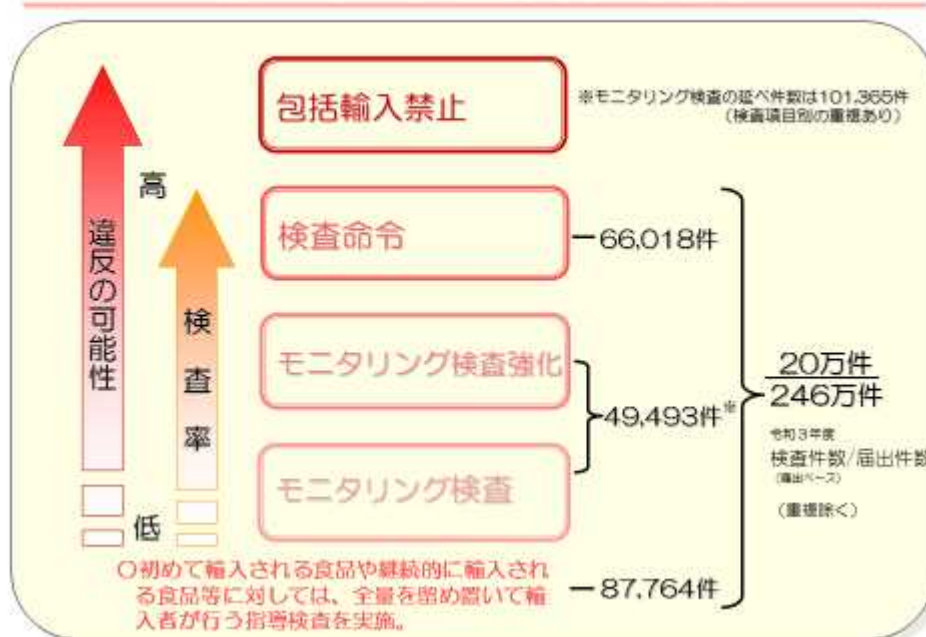 包括輸入禁止
※モニタリング検査の延べ件数は101,365件
(検査項目別の重複あり)
高
違反の可能性
検査率
検査命令
66,018件
モニタリング検査強化
49,493件※
モニタリング検査
20万件
246万件
令和3年度
検査件数/届出件数
(届出ベース)
(重複除く)
低
○初めて輸入される食品や継続的に輸入され
る食品等に対しては、全量を留め置いて輸
入者が行う指導検査を実施。
87,764件